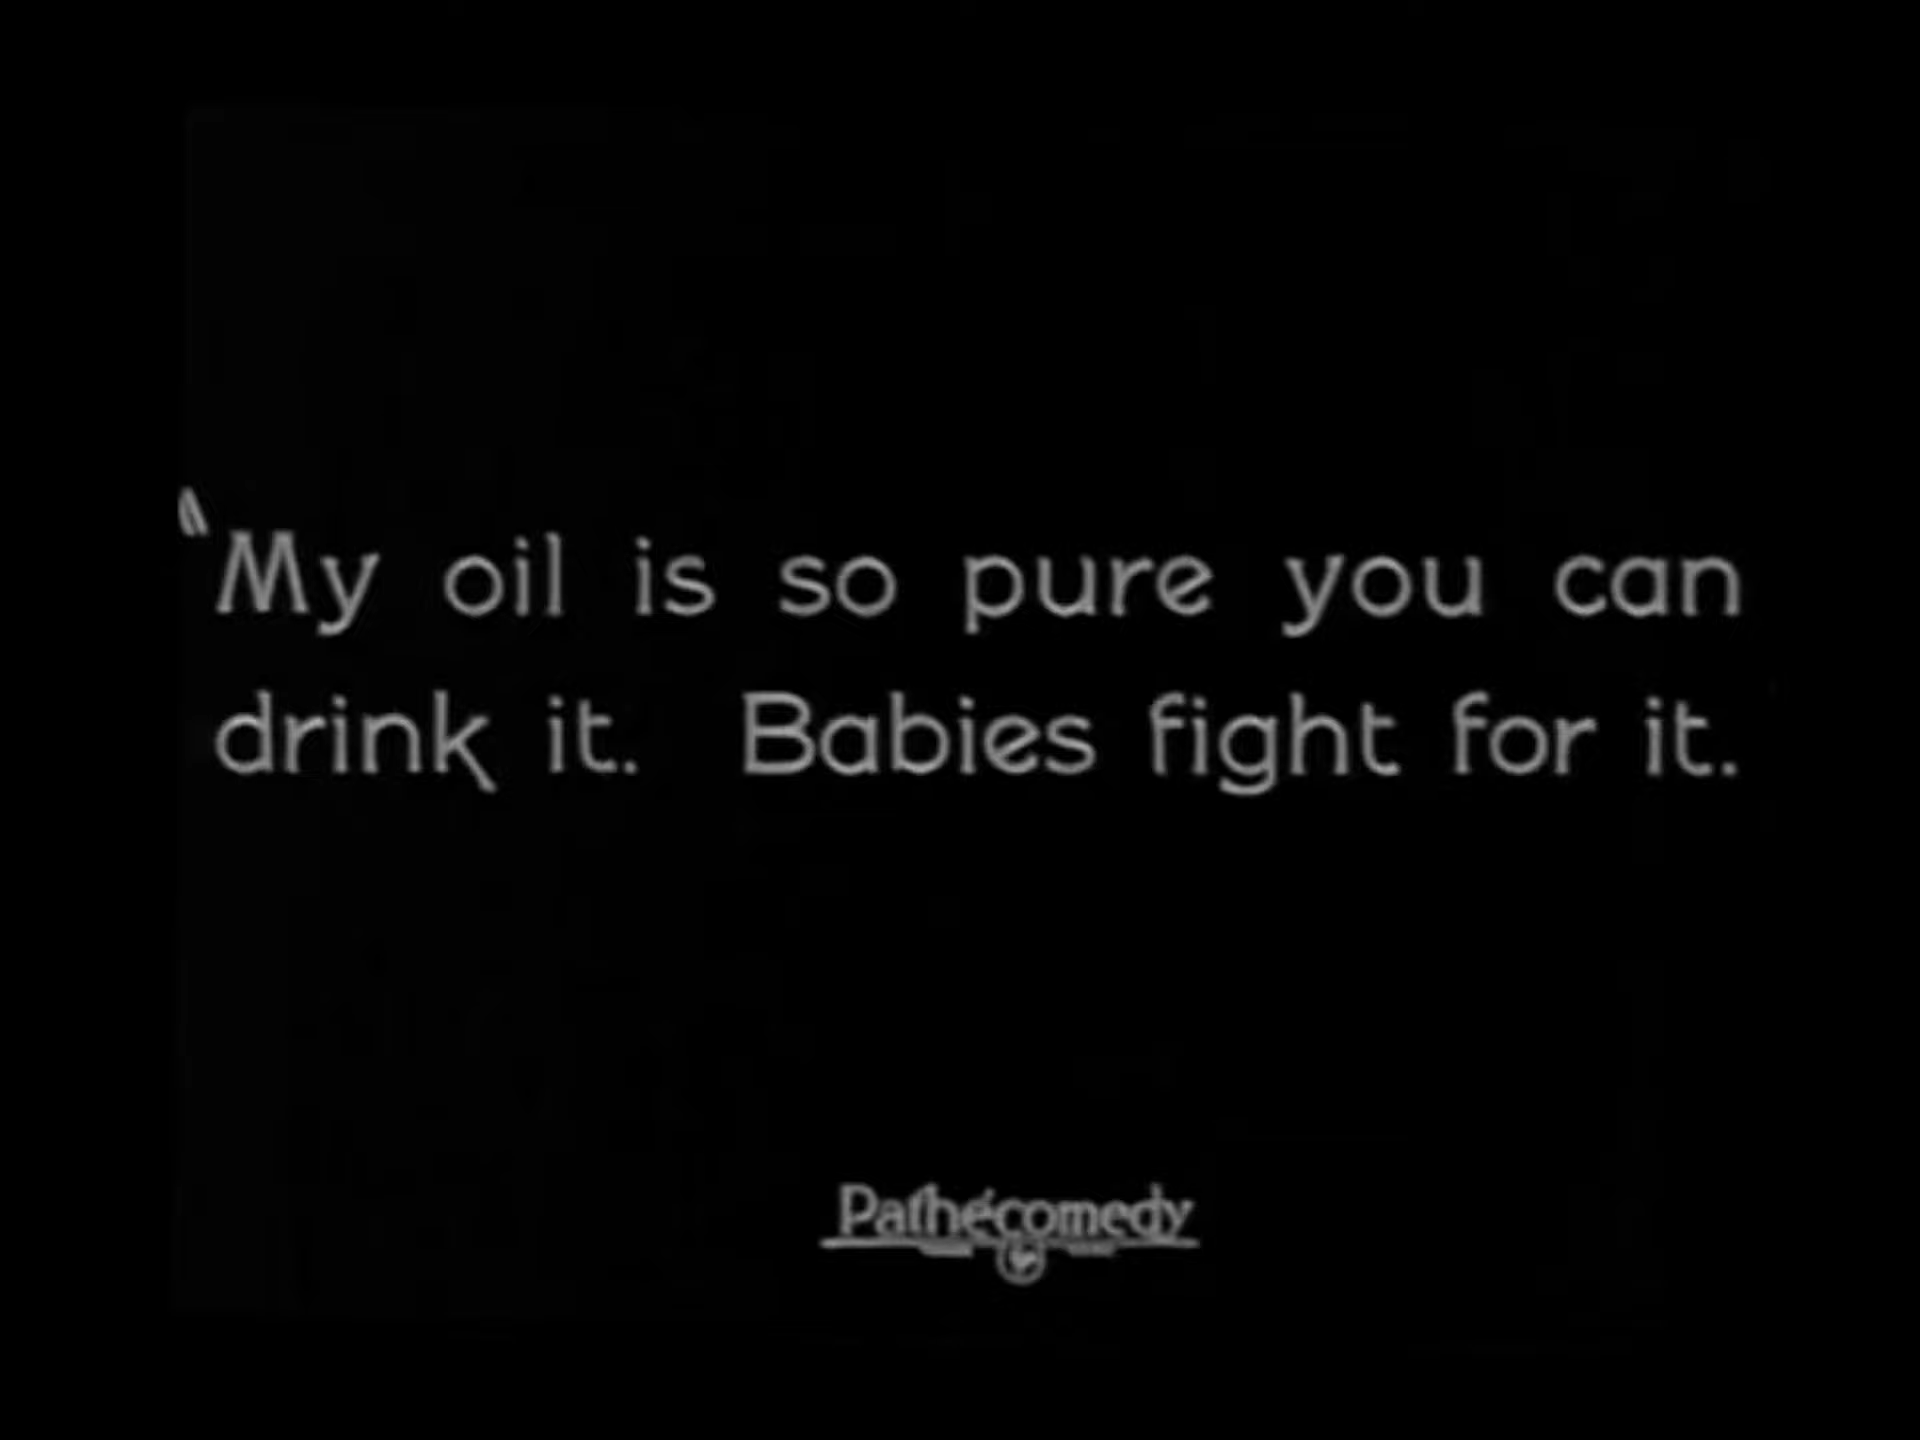 “My oil is so pure you can
drink it. Babies fight for it.
Pathécomedy